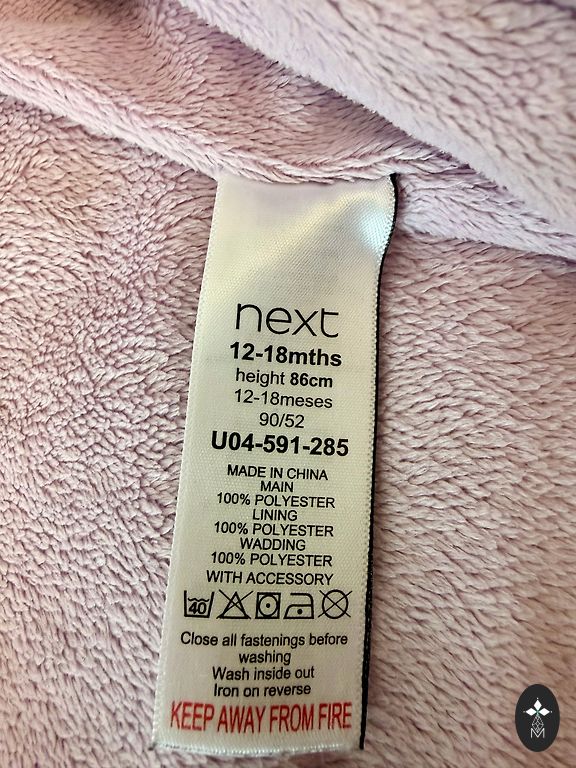 next
12-18mths
height 86cm
12-18meses
90/52
U04-591-285
MADE IN CHINA
MAIN
100% POLYESTER
LINING
100% POLYESTER
WADDING
100% POLYESTER
WITH ACCESSORY
40
Close all fastenings before
washing
Wash inside out
Iron on reverse
KEEP AWAY FROM FIRE